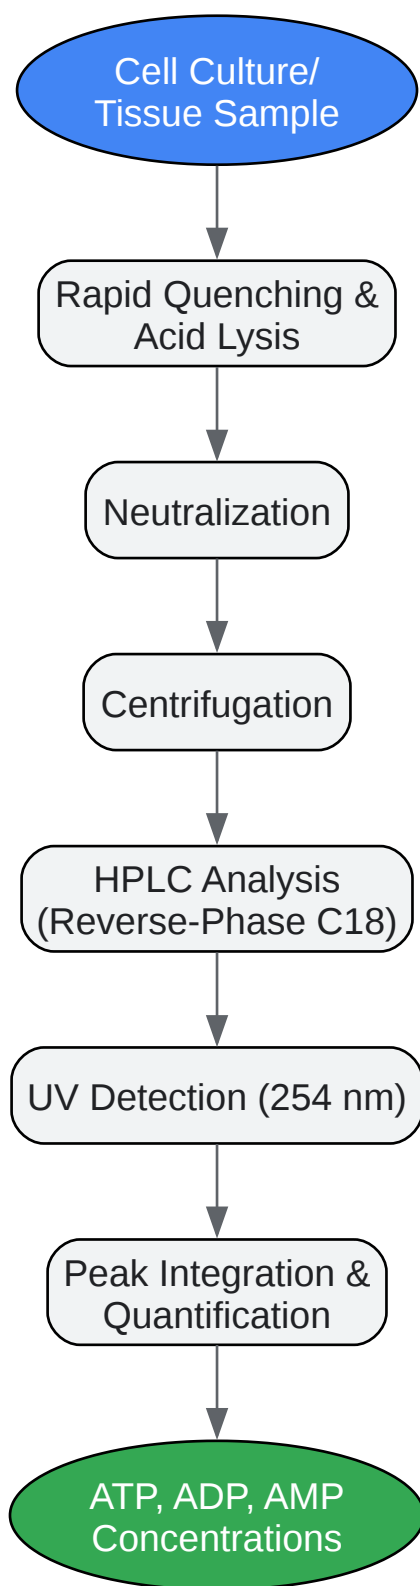 Cell Culture/
Tissue Sample
Rapid Quenching &
Acid Lysis
Neutralization
Centrifugation
HPLC Analysis
(Reverse-Phase C18)
UV Detection (254 nm)
Peak Integration &
Quantification
ATP, ADP, AMP
Concentrations